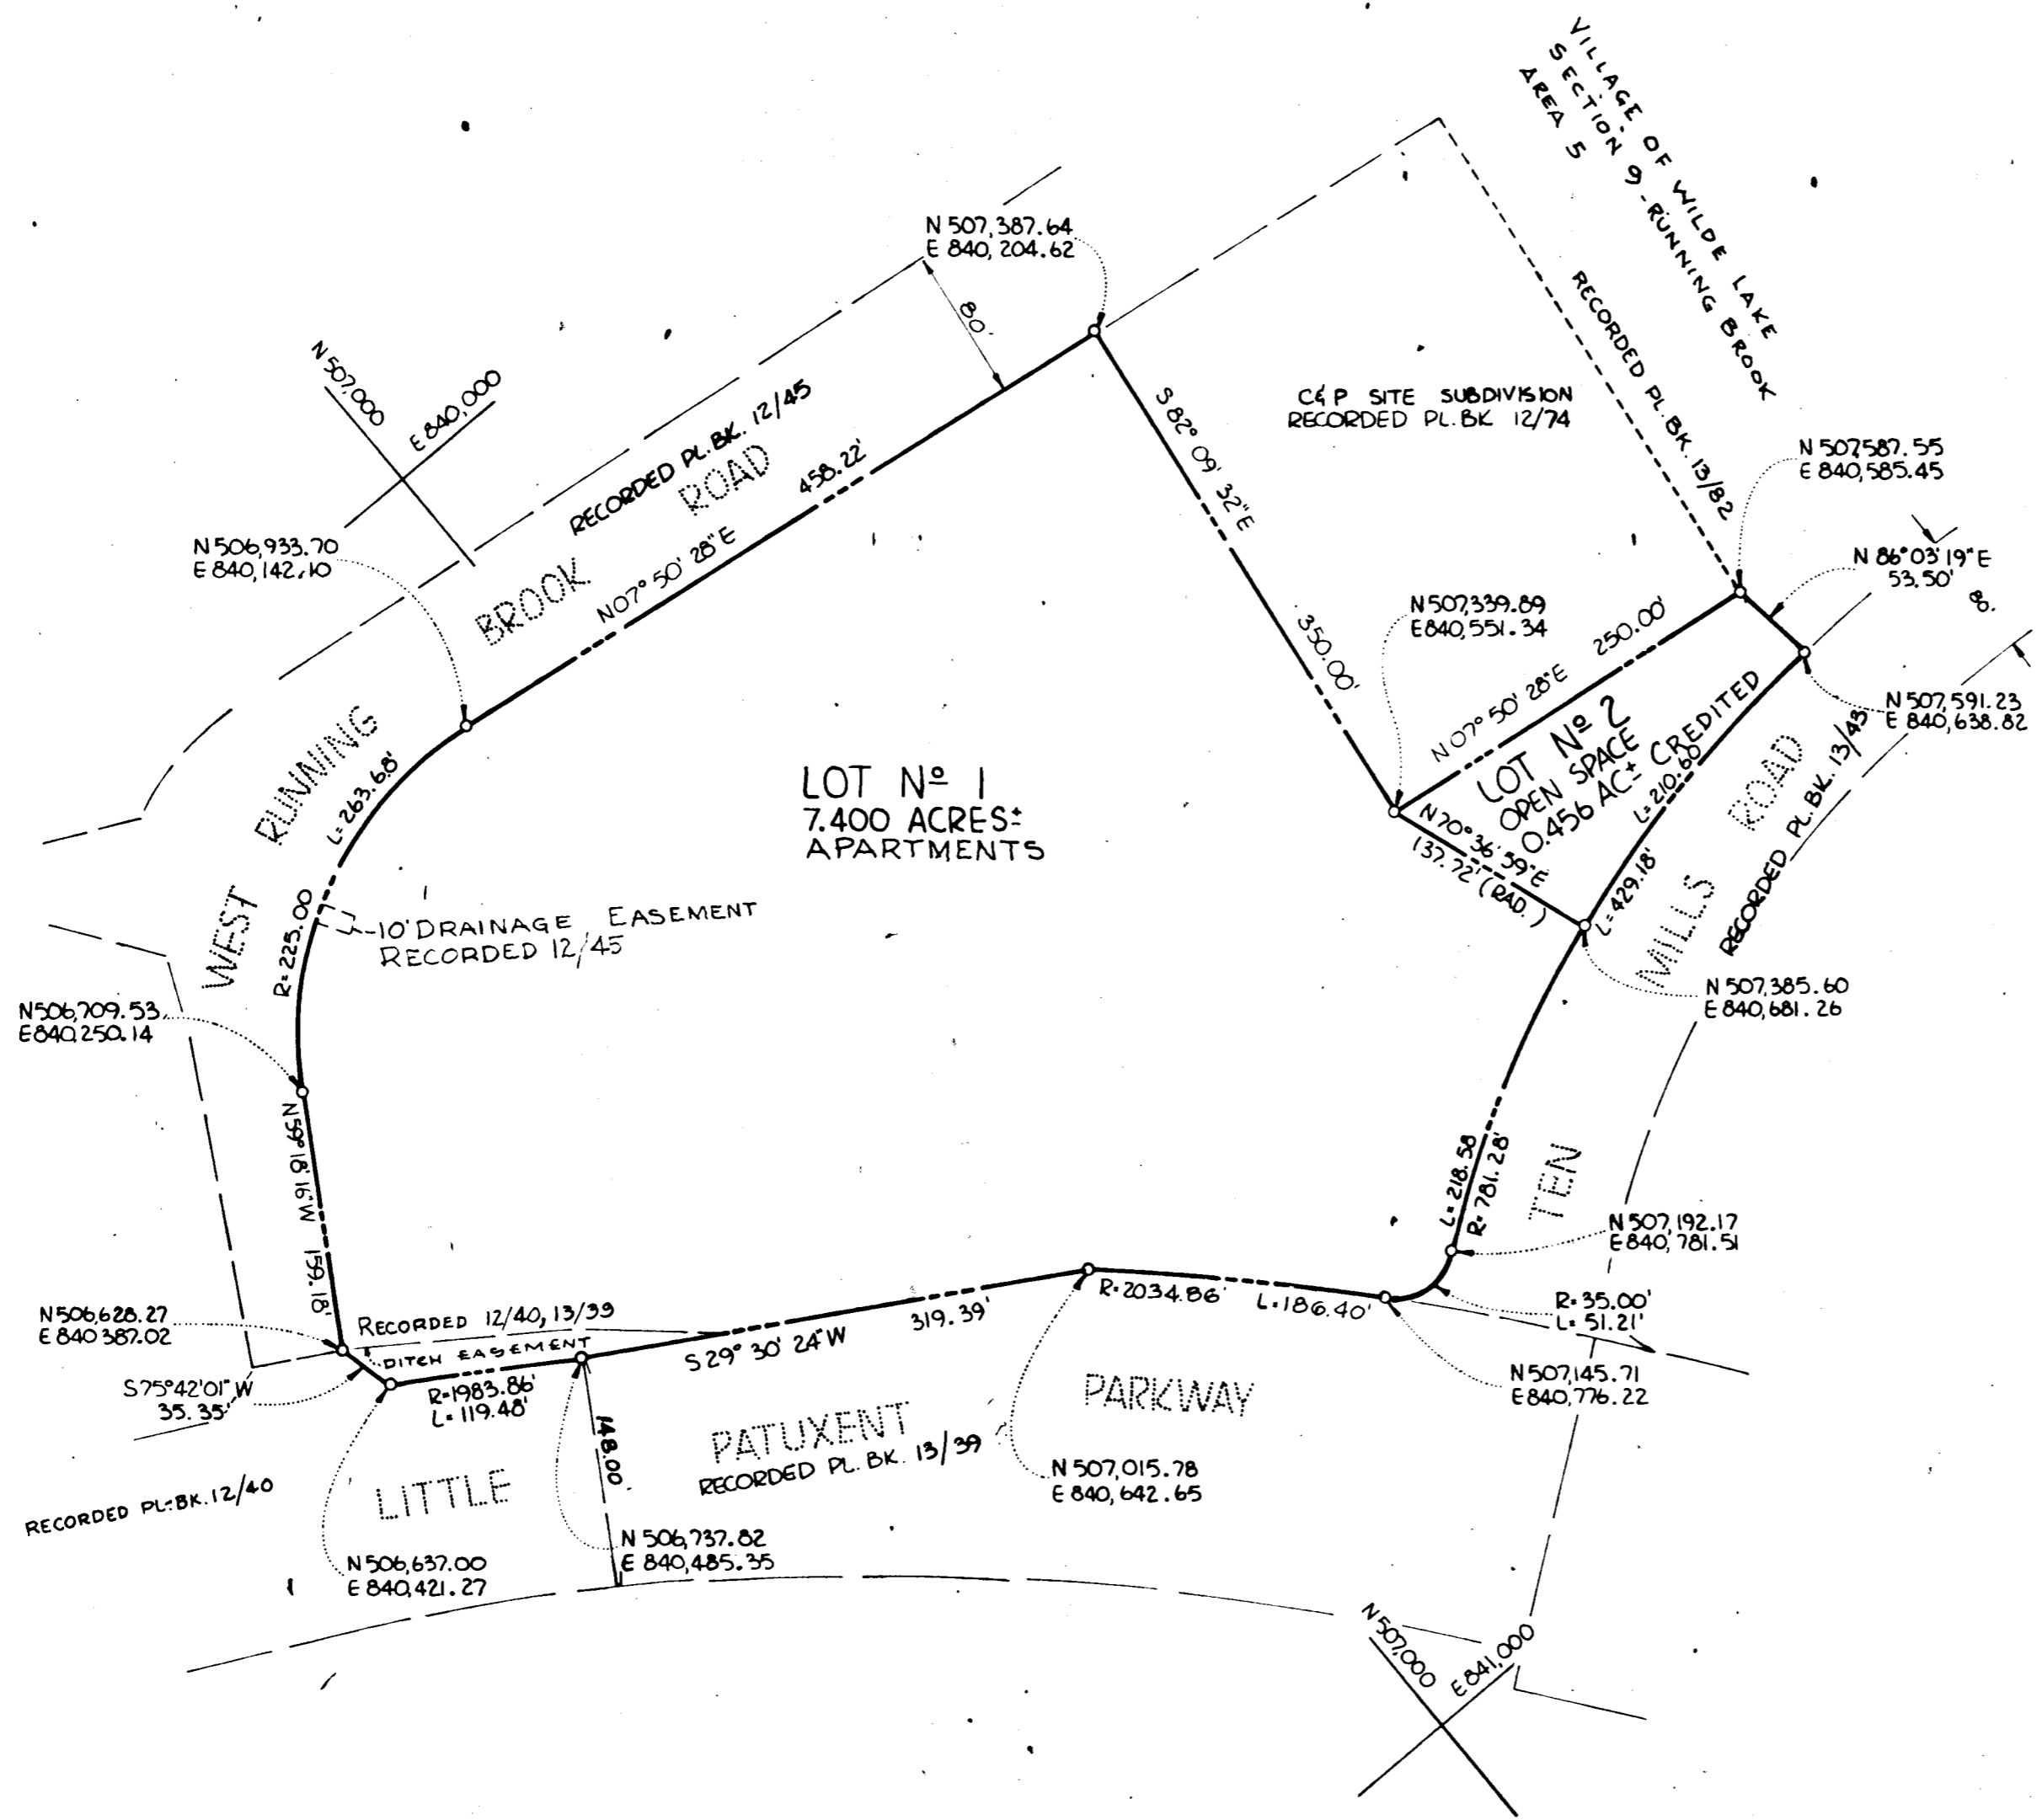 VILLAGE OF WILDE LAKE
SECTION 9 - RUNNING BROOK
AREA 5
N 507,387.64
E 840,204.62
80.
RECORDED PL. BK. 13/82
C&P SITE SUBDIVISION
RECORDED PL. BK 12/74
N 507,000
E 840,000
RECORDED PL. BK. 12/45
WEST RUNNING BROOK ROAD
458.22'
N07° 50' 28"E
S 82° 09' 32"E
350.00'
N 507,587.55
E 840,585.45
N 86° 03' 19" E
53.50'
N 506,933.70
E 840,142.10
N 507,339.89
E 840,551.34
N 07° 50' 28"E
250.00'
N 507,591.23
E 840,638.82
LOT Nº 2
OPEN SPACE
0.456 AC± CREDITED
L=210.60
N 70° 36' 59"E
137.72' (RAD.)
L=429.18'
TEN MILLS ROAD
RECORDED PL. BK. 13/43
L=263.68'
R=225.00
LOT Nº 1
7.400 ACRES±
APARTMENTS
10' DRAINAGE EASEMENT
RECORDED 12/45
N 506,709.53
E 840,250.14
N 507,385.60
E 840,681.26
N59° 18' 16"W
159.18'
L=218.58
R=781.28'
N 507,192.17
E 840,781.51
R=35.00'
L=51.21'
N 506,628.27
E 840 387.02
RECORDED 12/40, 13/39
DITCH EASEMENT
S 29° 30' 24" W
319.39'
R=2034.86'
L=186.40'
S75°42'01" W
35.35'
R=1983.86'
L=119.48'
N 507,145.71
E 840,776.22
148.00
LITTLE PATUXENT PARKWAY
RECORDED PL. BK. 13/39
N 507,015.78
E 840,642.65
RECORDED PL. BK. 12/40
N 506,637.00
E 840,421.27
N 506,737.82
E 840,485.35
N 507,000
E 841,000